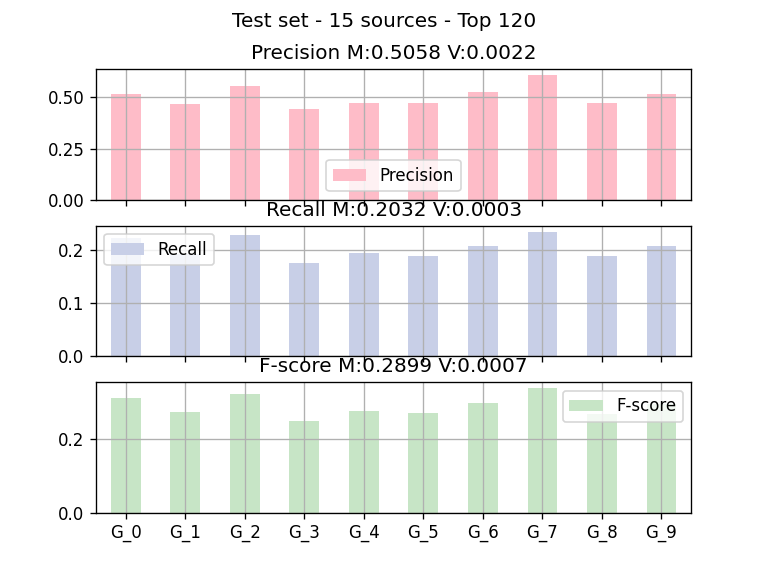 Test set - 15 sources - Top 120
Precision M:0.5058 V:0.0022
0.50
0.25
0.00
Precision
Recall M:0.2032 V:0.0003
0.2
0.1
0.0
Recall
F-score M:0.2899 V:0.0007
0.2
0.0
F-score
G_0 G_1 G_2 G_3 G_4 G_5 G_6 G_7 G_8 G_9